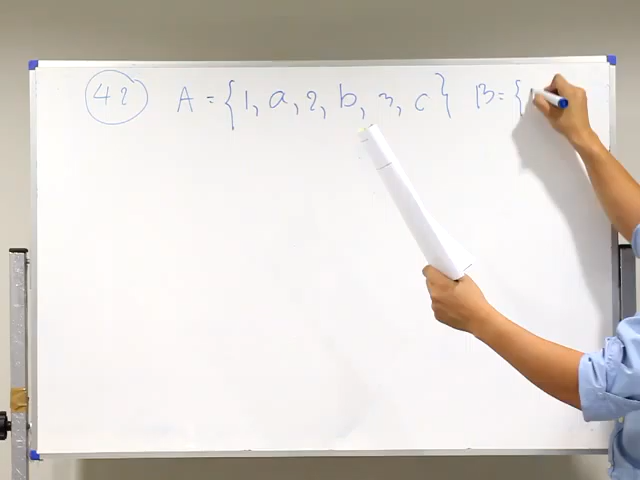 42 A = {1, a, 2, b, 3, c} B = {